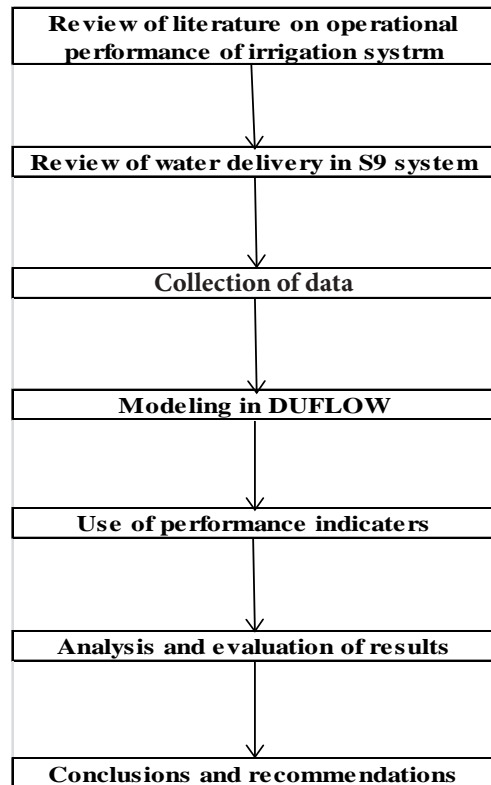 Review of literature on operational
performance of irrigation systrm
Review of water delivery in S9 system
Collection of data
Modeling in DUFLOW
Use of performance indicaters
Analysis and evaluation of results
Conclusions and recommendations